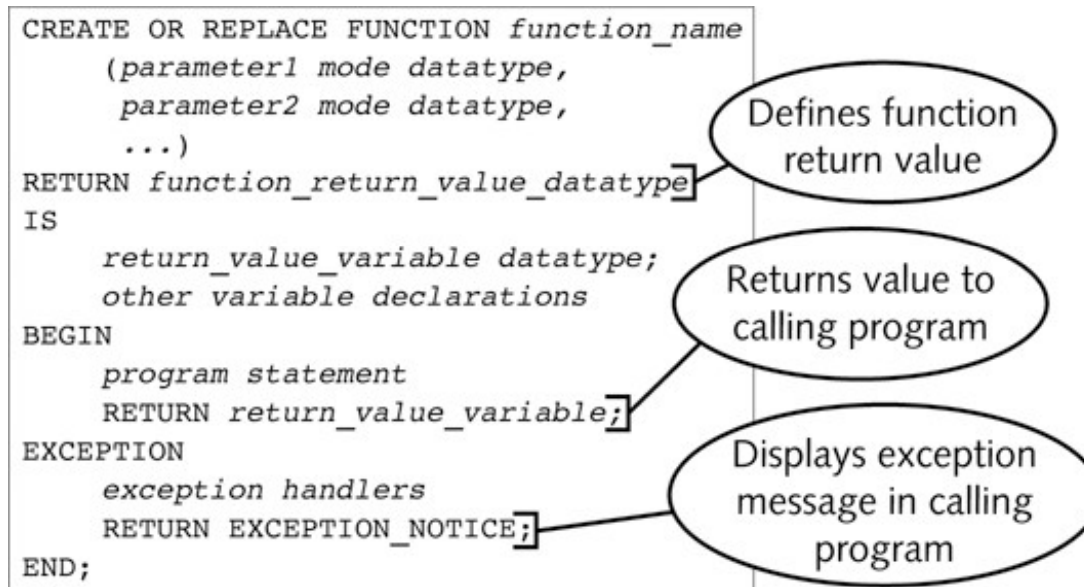 CREATE OR REPLACE FUNCTION function_name
(parameter1 mode datatype,
parameter2 mode datatype,
...)
RETURN function_return_value_datatype
IS
return_value_variable datatype;
other variable declarations
BEGIN
program statement
RETURN return_value_variable;
EXCEPTION
exception handlers
RETURN EXCEPTION_NOTICE;
END;
Defines function
return value
Returns value to
calling program
Displays exception
message in calling
program